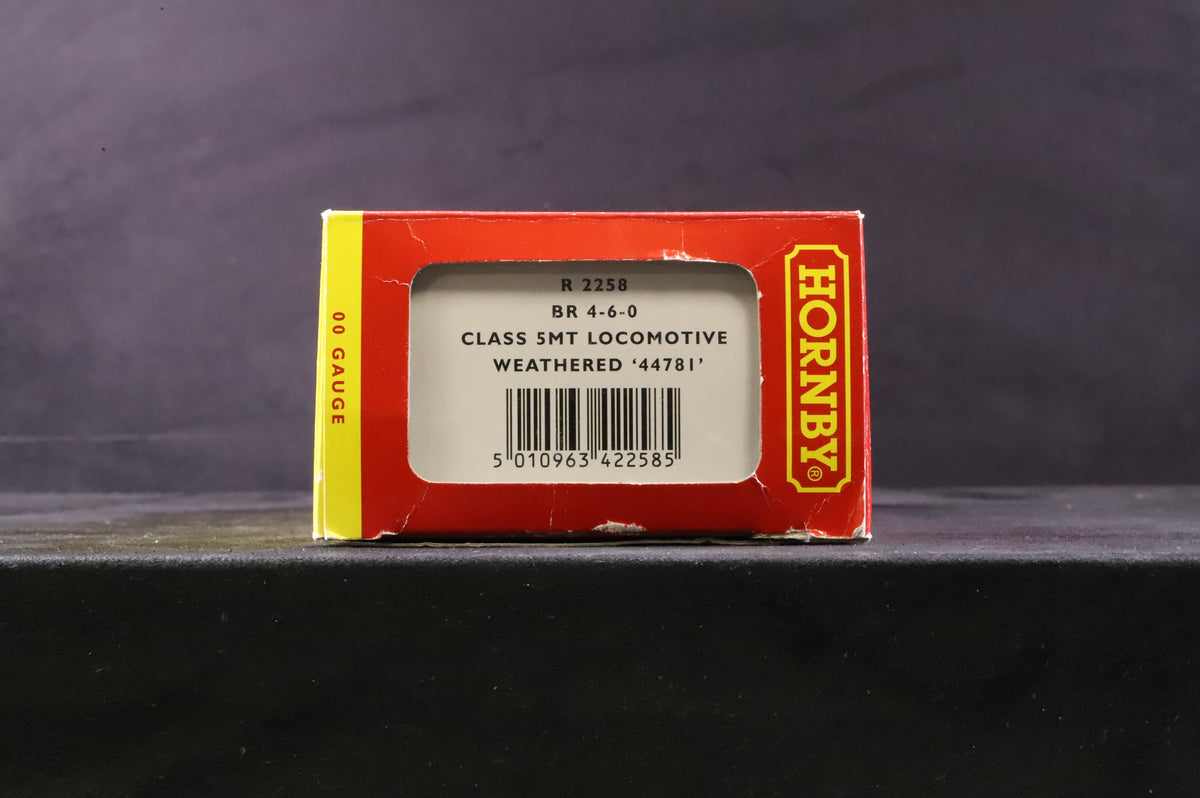 00 GAUGE
R 2258
BR 4-6-0
CLASS 5MT LOCOMOTIVE
WEATHERED ‘44781’
5 010963 422585
HORNBY®